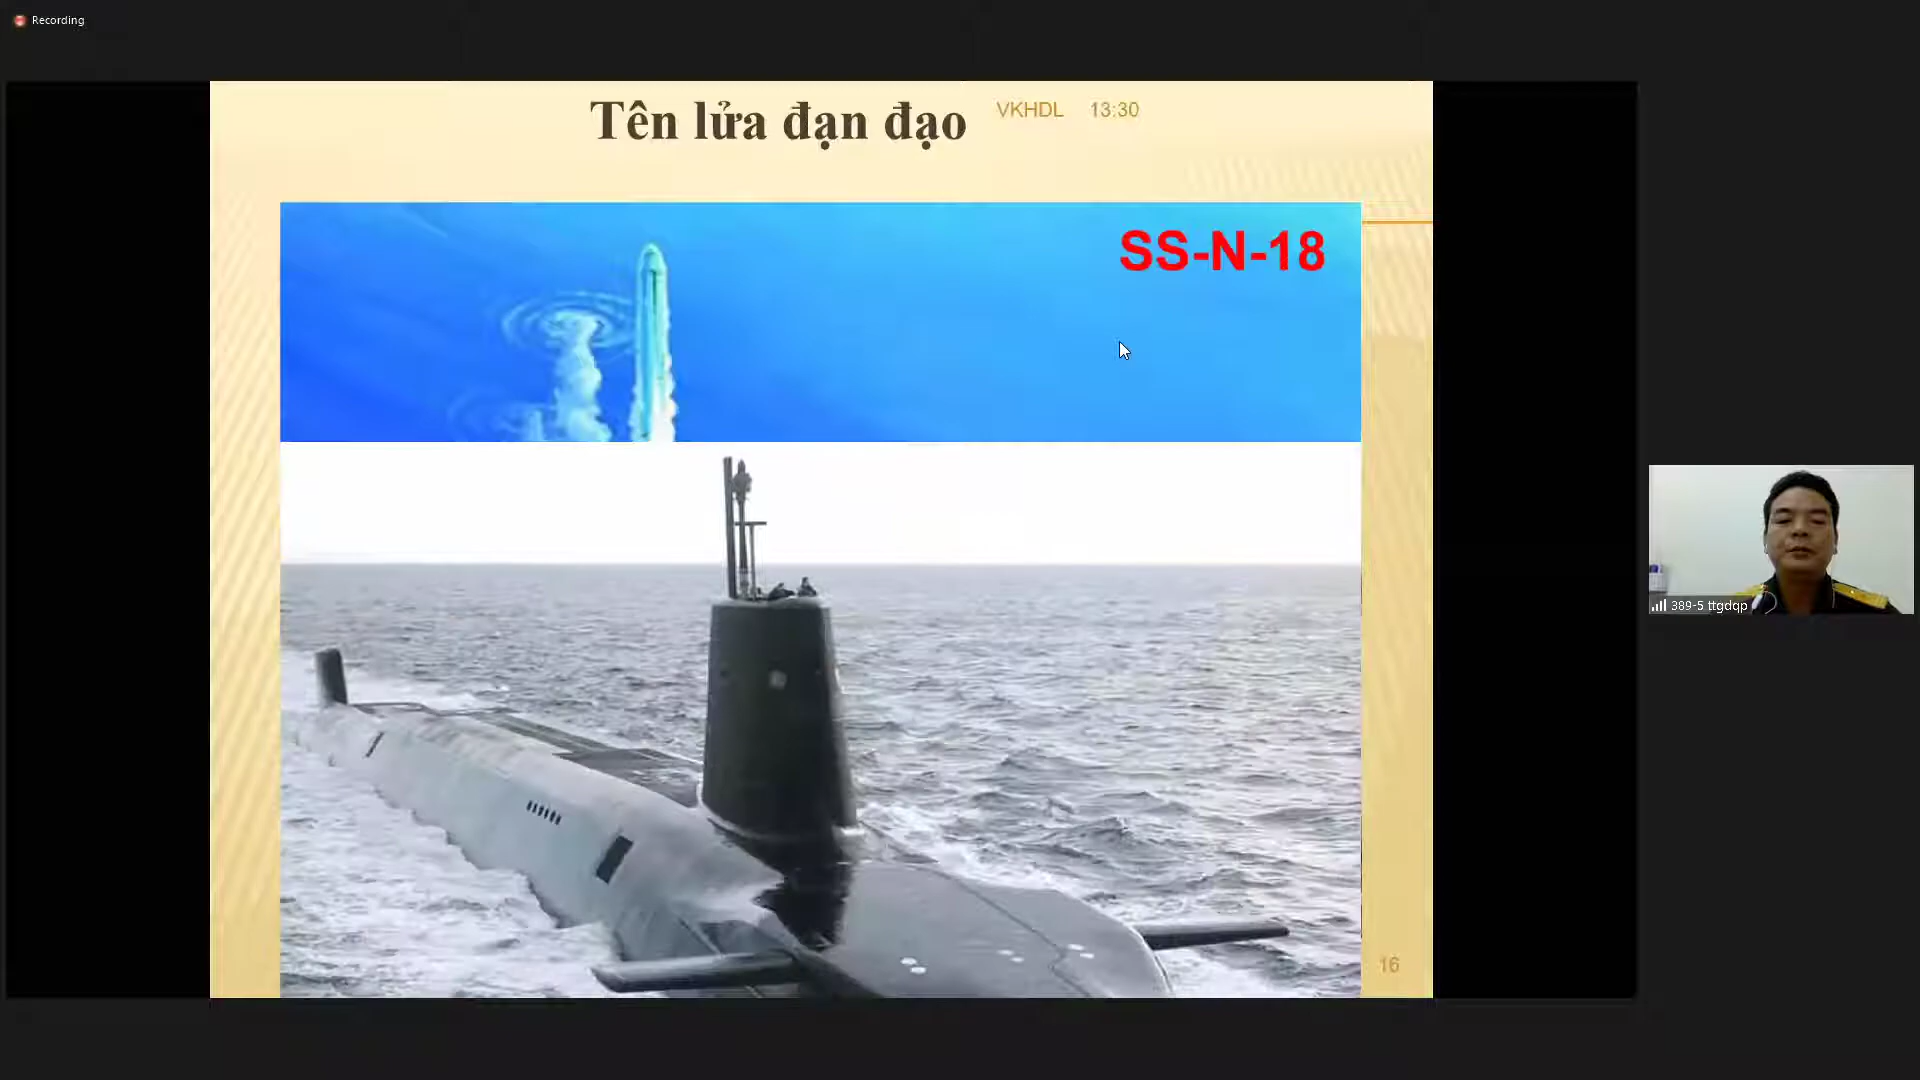 Recording
Tên lửa đạn đạo
VKHDL 13:30
SS-N-18
389-5 ttgdqp
16